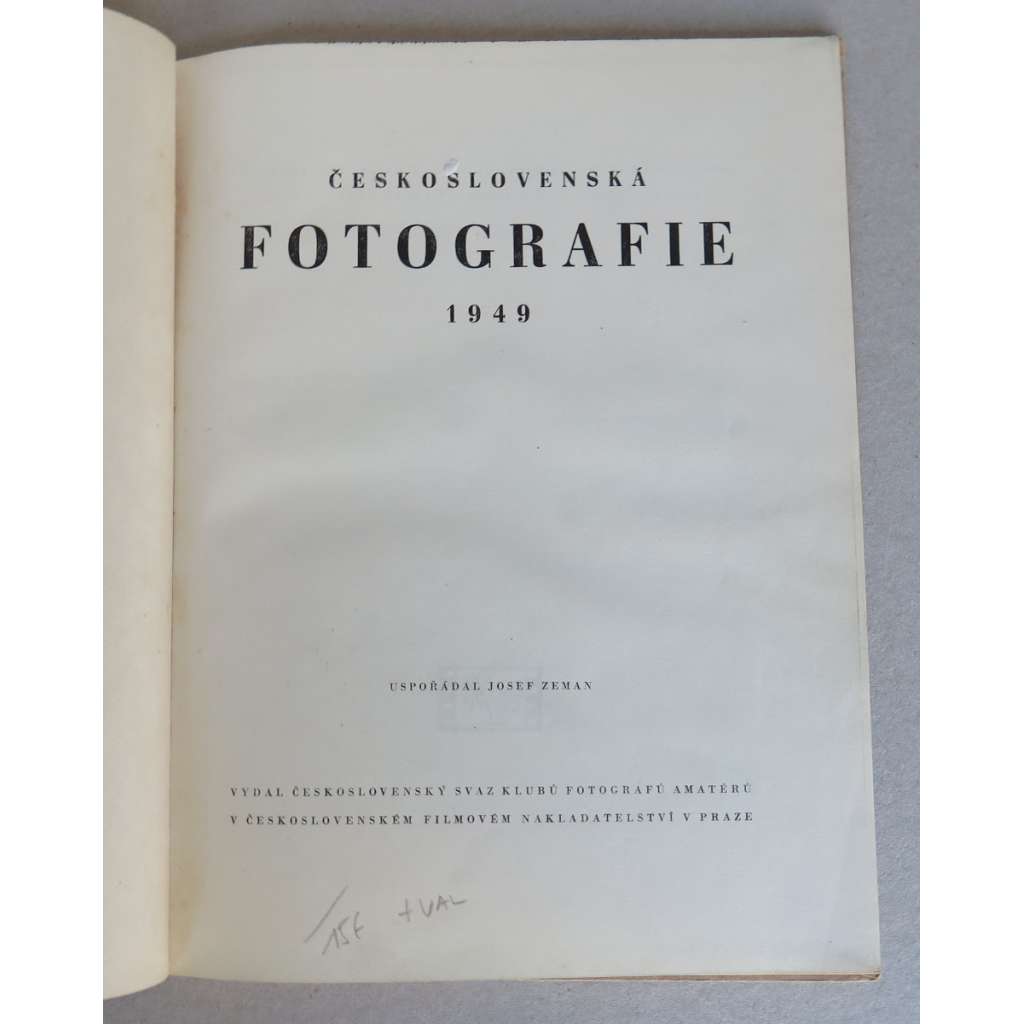 ČESKOSLOVENSKÁ
FOTOGRAFIE
1949
USPOŘÁDAL JOSEF ZEMAN
VYDAL ČESKOSLOVENSKÝ SVAZ KLUBŮ FOTOGRAFŮ AMATÉRŮ
V ČESKOSLOVENSKÉM FILMOVÉM NAKLADATELSTVÍ V PRAZE
+VAL